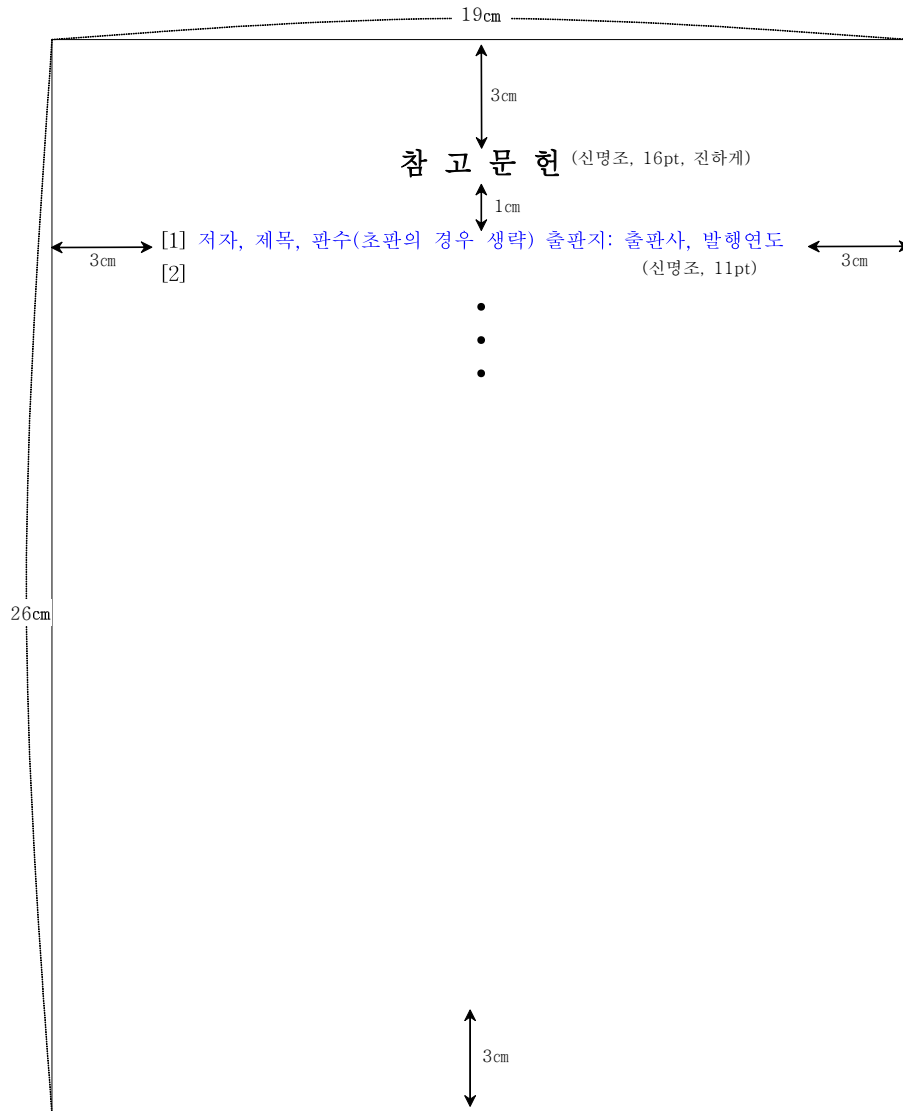 19㎝
3㎝
참 고 문 헌 (신명조, 16pt, 진하게)
1㎝
[1] 저자, 제목, 판수(초판의 경우 생략) 출판지: 출판사, 발행연도
3㎝
3㎝
[2]
(신명조, 11pt)
26㎝
3㎝